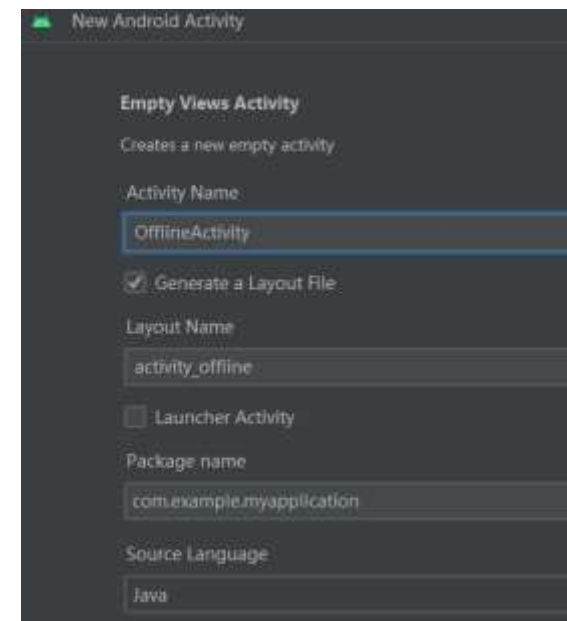 New Android Activity
Empty Views Activity
Creates a new empty activity
Activity Name
OfflineActivity
Generate a Layout File
Layout Name
activity_offline
Launcher Activity
Package name
com.example.myapplication
Source Language
Java